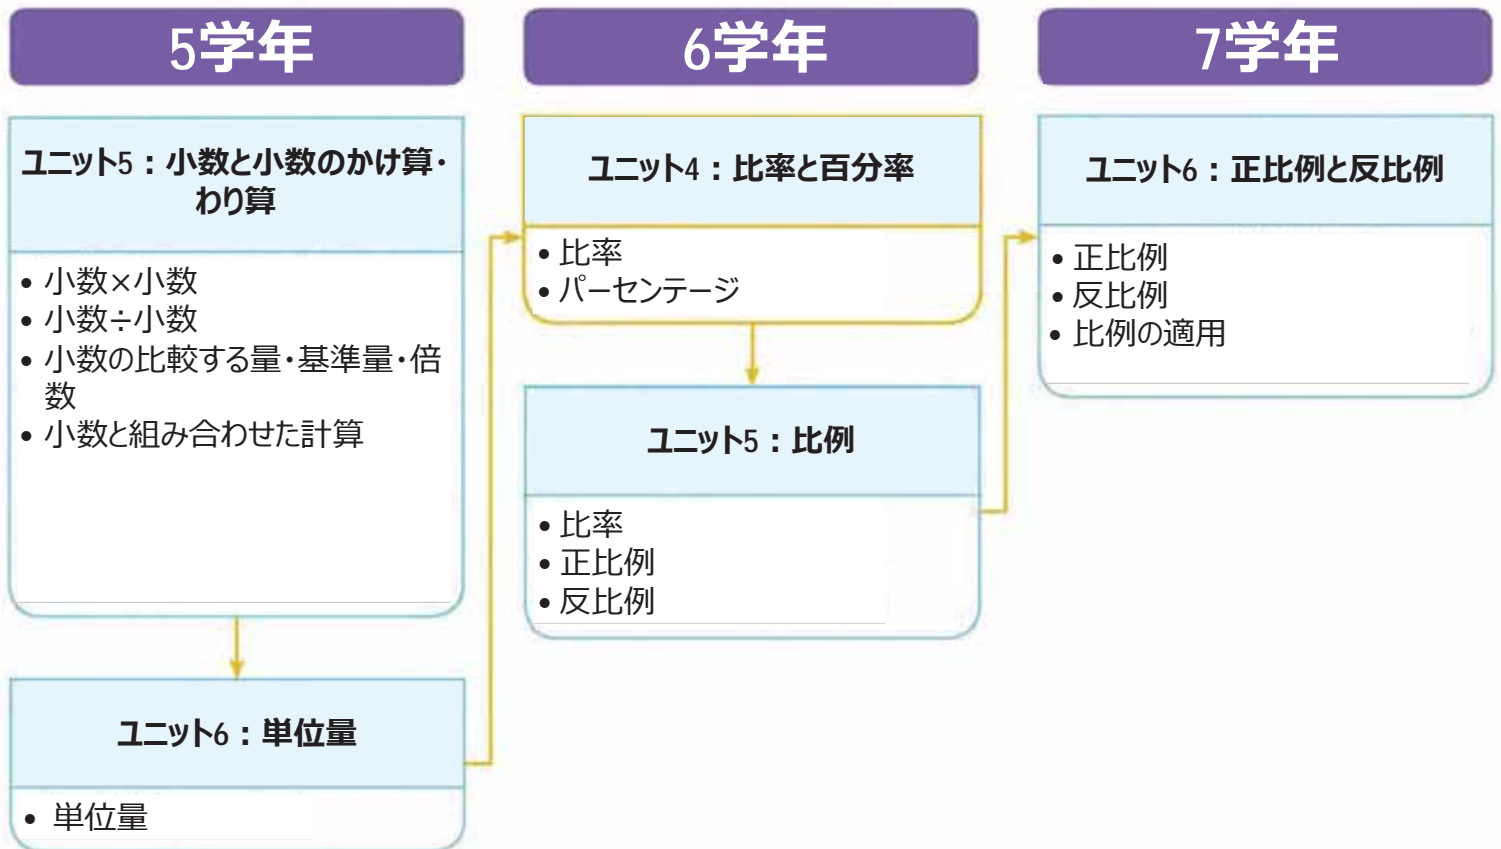 5学年
ユニット5：小数と小数のかけ算・
わり算
• 小数×小数
• 小数÷小数
• 小数の比較する量・基準量・倍
数
• 小数と組み合わせた計算
ユニット6：単位量
• 単位量
6学年
ユニット4：比率と百分率
• 比率
• パーセンテージ
ユニット5：比例
• 比率
• 正比例
• 反比例
7学年
ユニット6：正比例と反比例
• 正比例
• 反比例
• 比例の適用